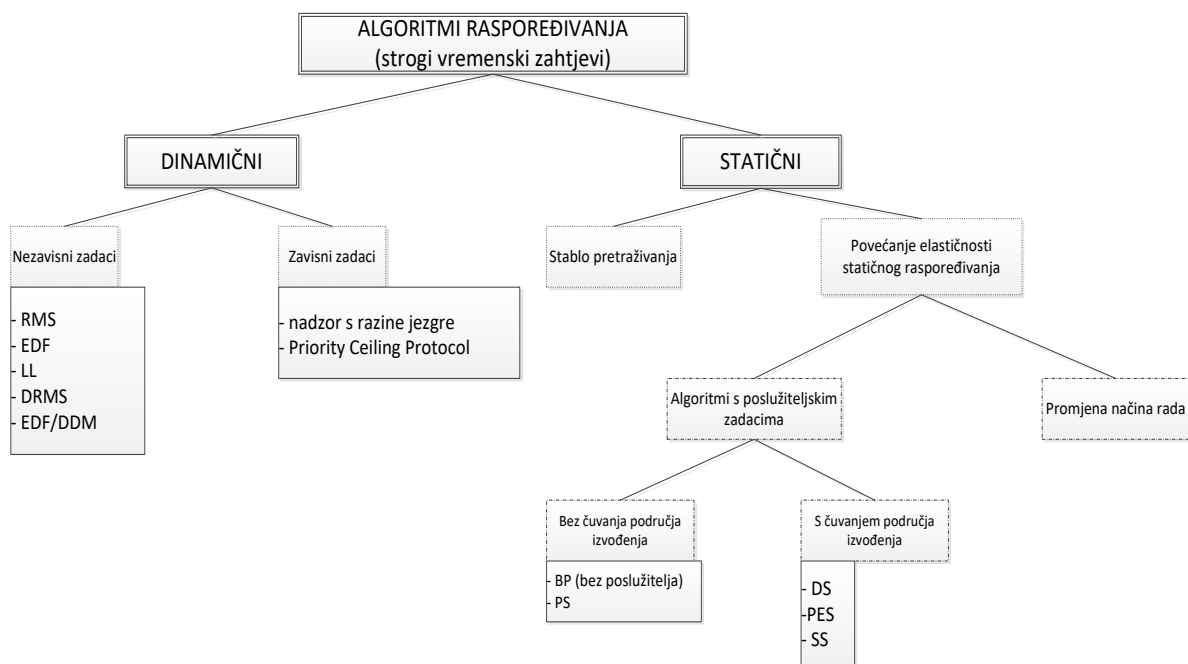 ALGORITMI RASPOREĐIVANJA
(strogi vremenski zahtjevi)
DINAMIČNI
STATIČNI
Nezavisni zadaci
Zavisni zadaci
Stablo pretraživanja
Povećanje elastičnosti
statičnog raspoređivanja
- RMS
- EDF
- LL
- DRMS
- EDF/DDM
- nadzor s razine jezgre
- Priority Ceiling Protocol
Algoritmi s poslužiteljskim
zadacima
Promjena načina rada
Bez čuvanja područja
izvođenja
S čuvanjem područja
izvođenja
- BP (bez poslužitelja)
- PS
- DS
-PES
- SS